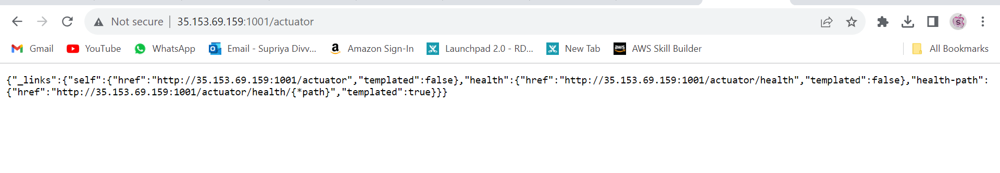 Not secure | 35.153.69.159:1001/actuator
Gmail YouTube WhatsApp Email - Supriya Divv... a Amazon Sign-In Launchpad 2.0 - RD... New Tab aws AWS Skill Builder All Bookmarks
{"_links":{"self":{"href":"http://35.153.69.159:1001/actuator","templated":false},"health":{"href":"http://35.153.69.159:1001/actuator/health","templated":false},"health-path":
{"href":"http://35.153.69.159:1001/actuator/health/{*path}","templated":true}}}